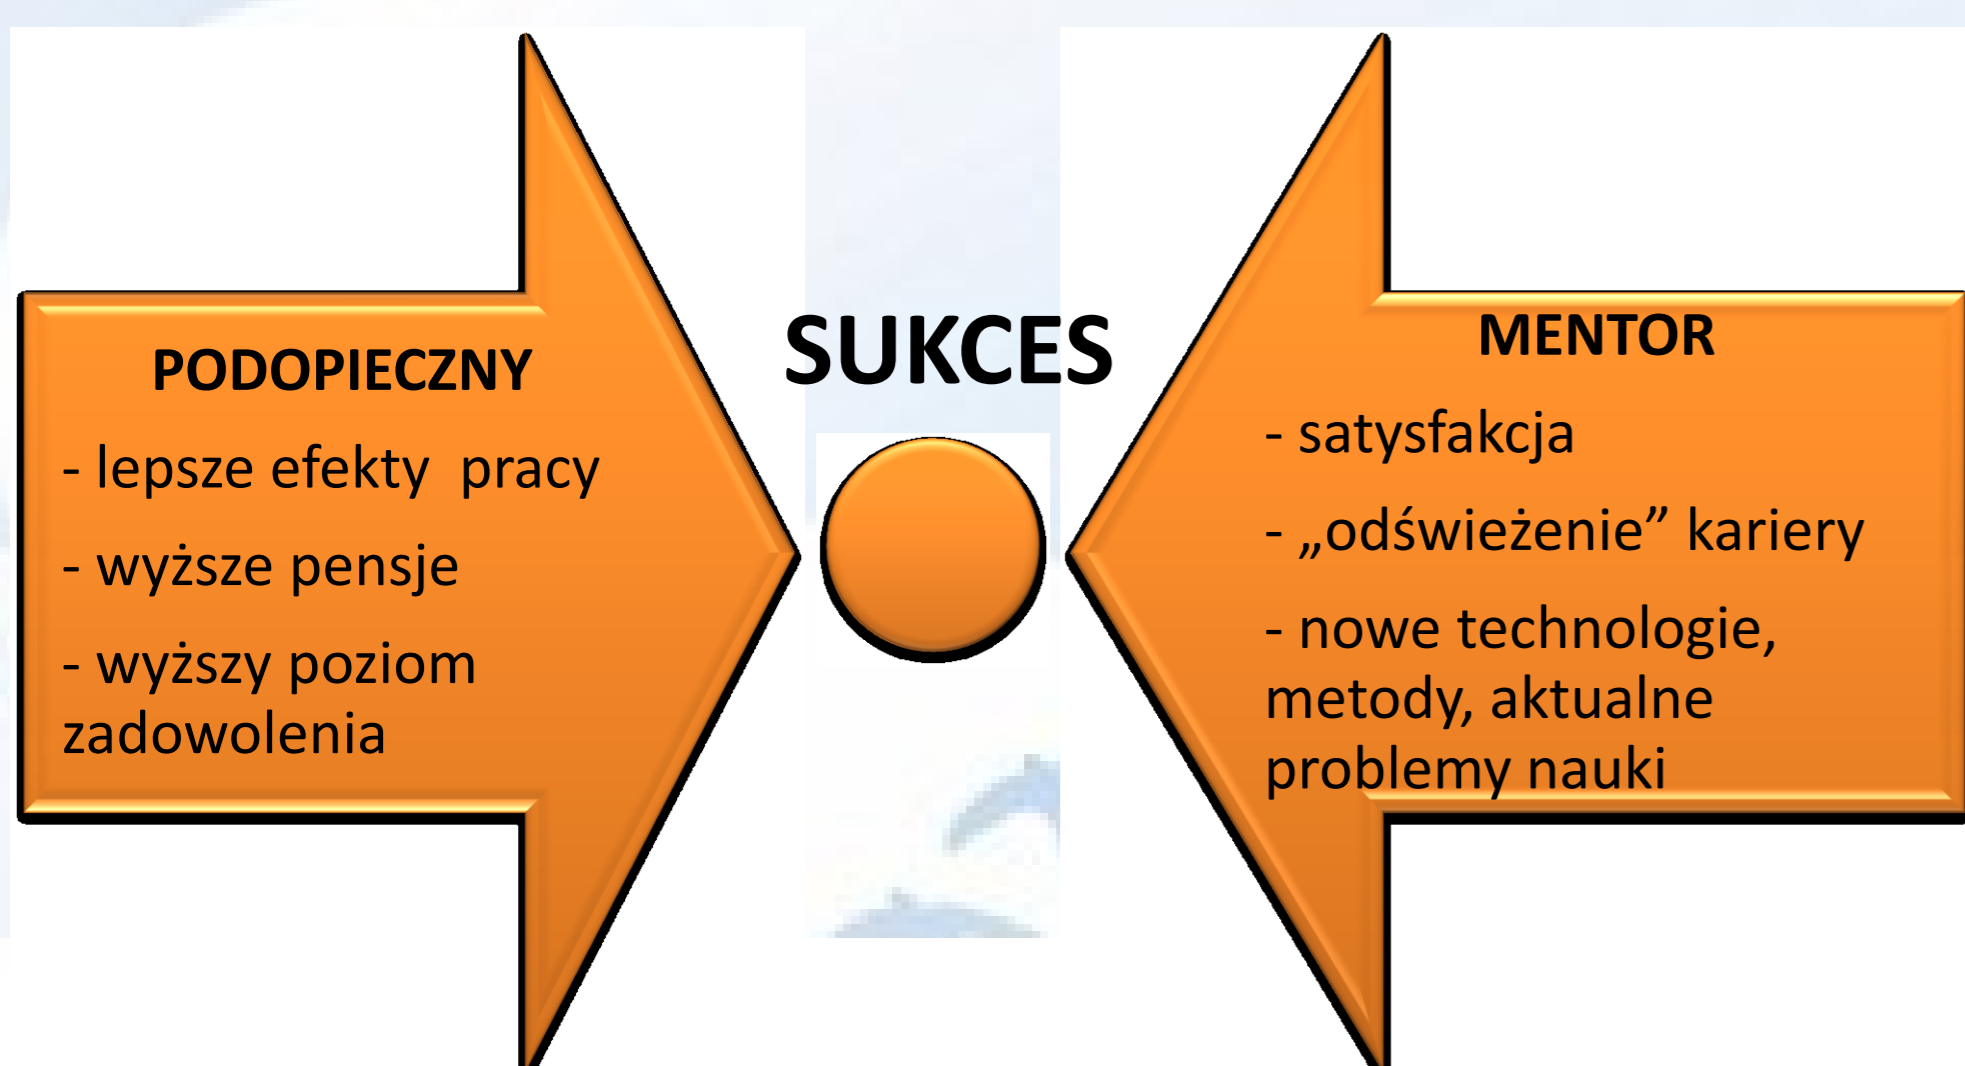 PODOPIECZNY
- lepsze efekty  pracy
- wyższe pensje
- wyższy poziom
zadowolenia
SUKCES
MENTOR
- satysfakcja
- „odświeżenie” kariery
- nowe technologie,
metody, aktualne
problemy nauki